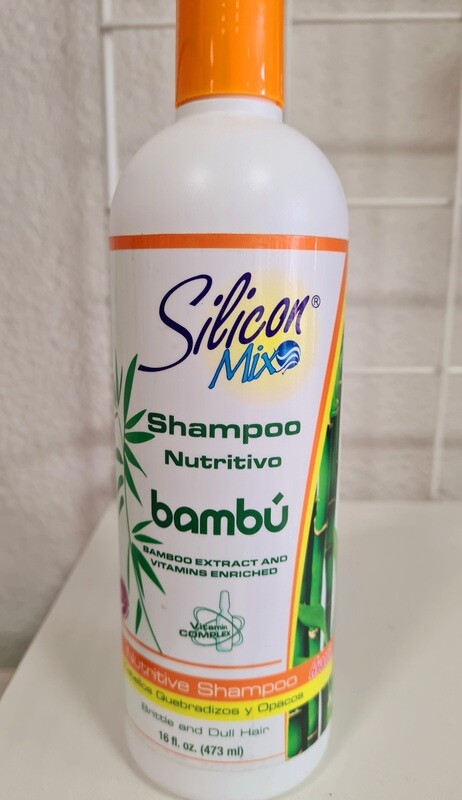 Silicon®
Mix
Shampoo
Nutritivo
bambú
BAMBOO EXTRACT AND
VITAMINS ENRICHED
Vitamin
COMPLEX
Nutritive Shampoo
Quebradizos y Opacos
Brittle and Dull Hair
16 fl. oz. (473 ml)